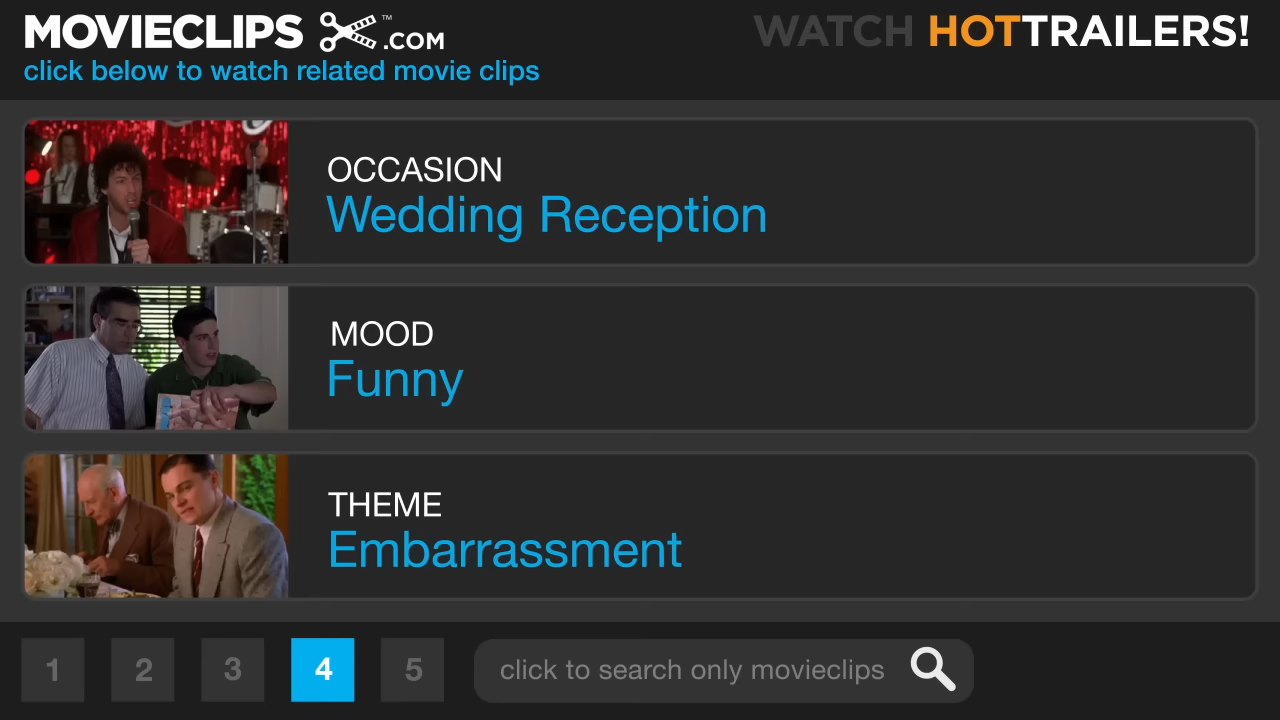 MOVIECLIPS ™ .COM
WATCH HOTTRAILERS!
click below to watch related movie clips
OCCASION
Wedding Reception
MOOD
Funny
THEME
Embarrassment
1 2 3 4 5 click to search only movieclips